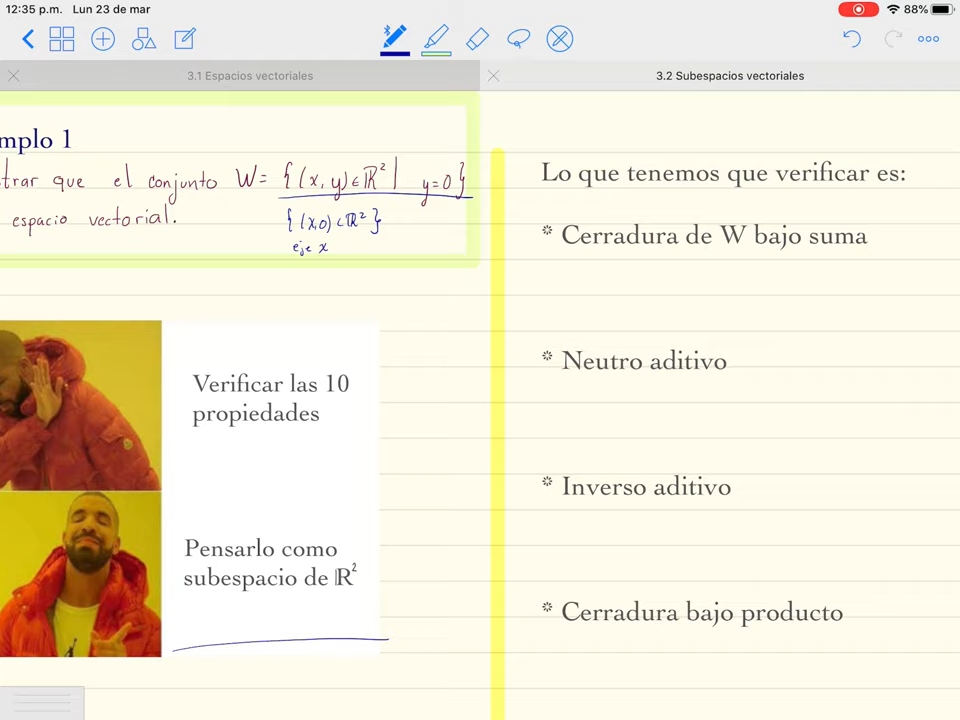 12:35 p.m. Lun 23 de mar
88%
3.1 Espacios vectoriales
3.2 Subespacios vectoriales
mplo 1
trar que el conjunto W = {(x, y) ∈ ℝ² | y=0}
espacio vectorial.
{(x,0) ∈ ℝ²}
eje x
Verificar las 10
propiedades
Pensarlo como
subespacio de ℝ²
Lo que tenemos que verificar es:
* Cerradura de W bajo suma
* Neutro aditivo
* Inverso aditivo
* Cerradura bajo producto